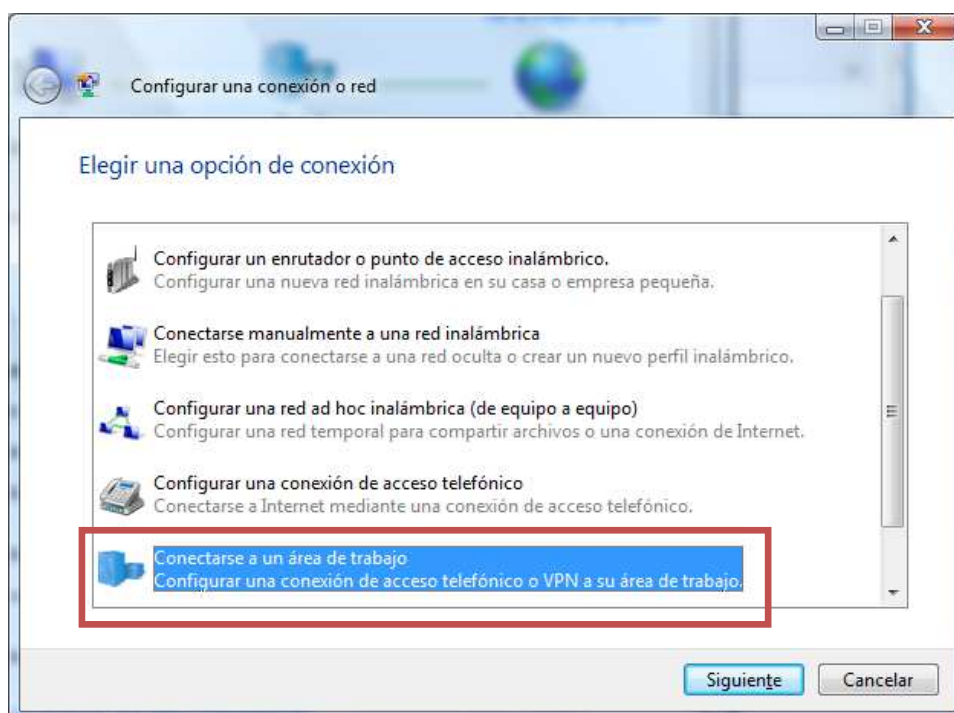 Configurar una conexión o red
Elegir una opción de conexión
Configurar un enrutador o punto de acceso inalámbrico.
Configurar una nueva red inalámbrica en su casa o empresa pequeña.
Conectarse manualmente a una red inalámbrica
Elegir esto para conectarse a una red oculta o crear un nuevo perfil inalámbrico.
Configurar una red ad hoc inalámbrica (de equipo a equipo)
Configurar una red temporal para compartir archivos o una conexión de Internet.
Configurar una conexión de acceso telefónico
Conectarse a Internet mediante una conexión de acceso telefónico.
Conectarse a un área de trabajo
Configurar una conexión de acceso telefónico o VPN a su área de trabajo.
Siguiente
Cancelar